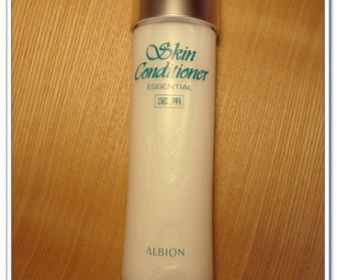 Skin
Conditioner
ESSENTIAL
薬用
ALBION